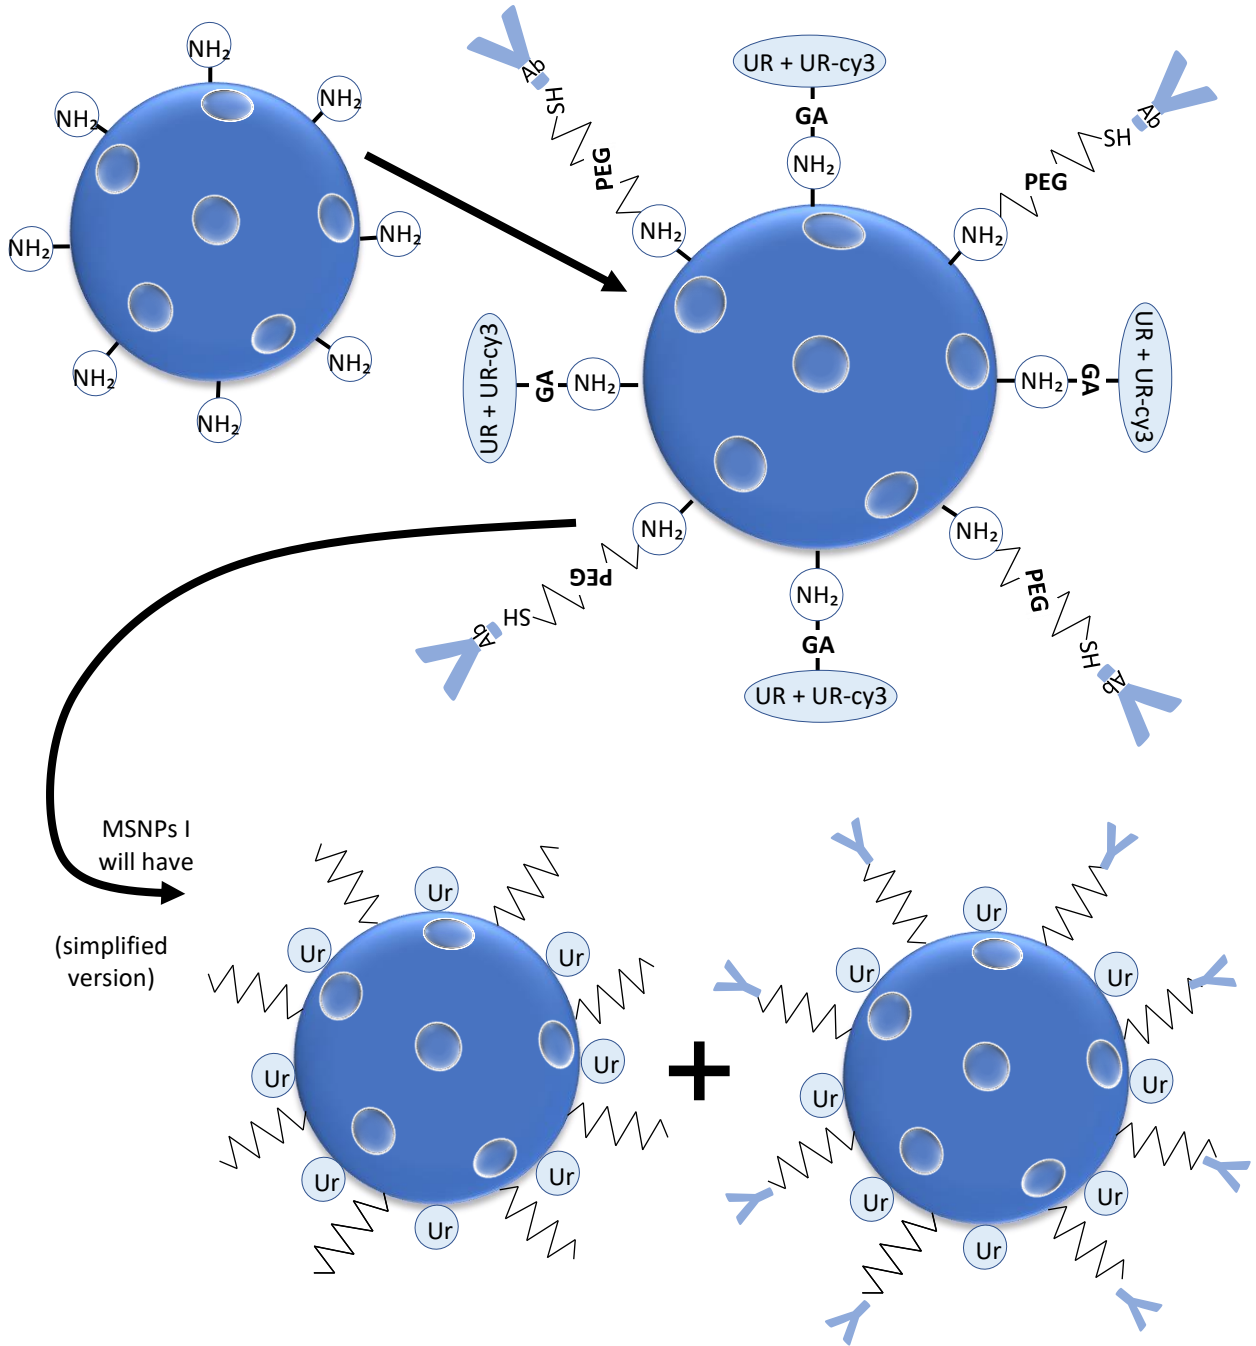 NH₂
NH₂
NH₂
NH₂
NH₂
NH₂
NH₂
NH₂
Ab
HS
PEG
NH₂
UR + UR-cy3
GA
NH₂
Ab
SH
PEG
NH₂
UR + UR-cy3
GA
NH₂
NH₂
GA
UR + UR-cy3
NH₂
PEG
HS
Ab
NH₂
GA
UR + UR-cy3
NH₂
PEG
SH
Ab
MSNPs I
will have
(simplified
version)
Ur
Ur
Ur
Ur
Ur
Ur
Ur
Ur
+
Ur
Ur
Ur
Ur
Ur
Ur
Ur
Ur